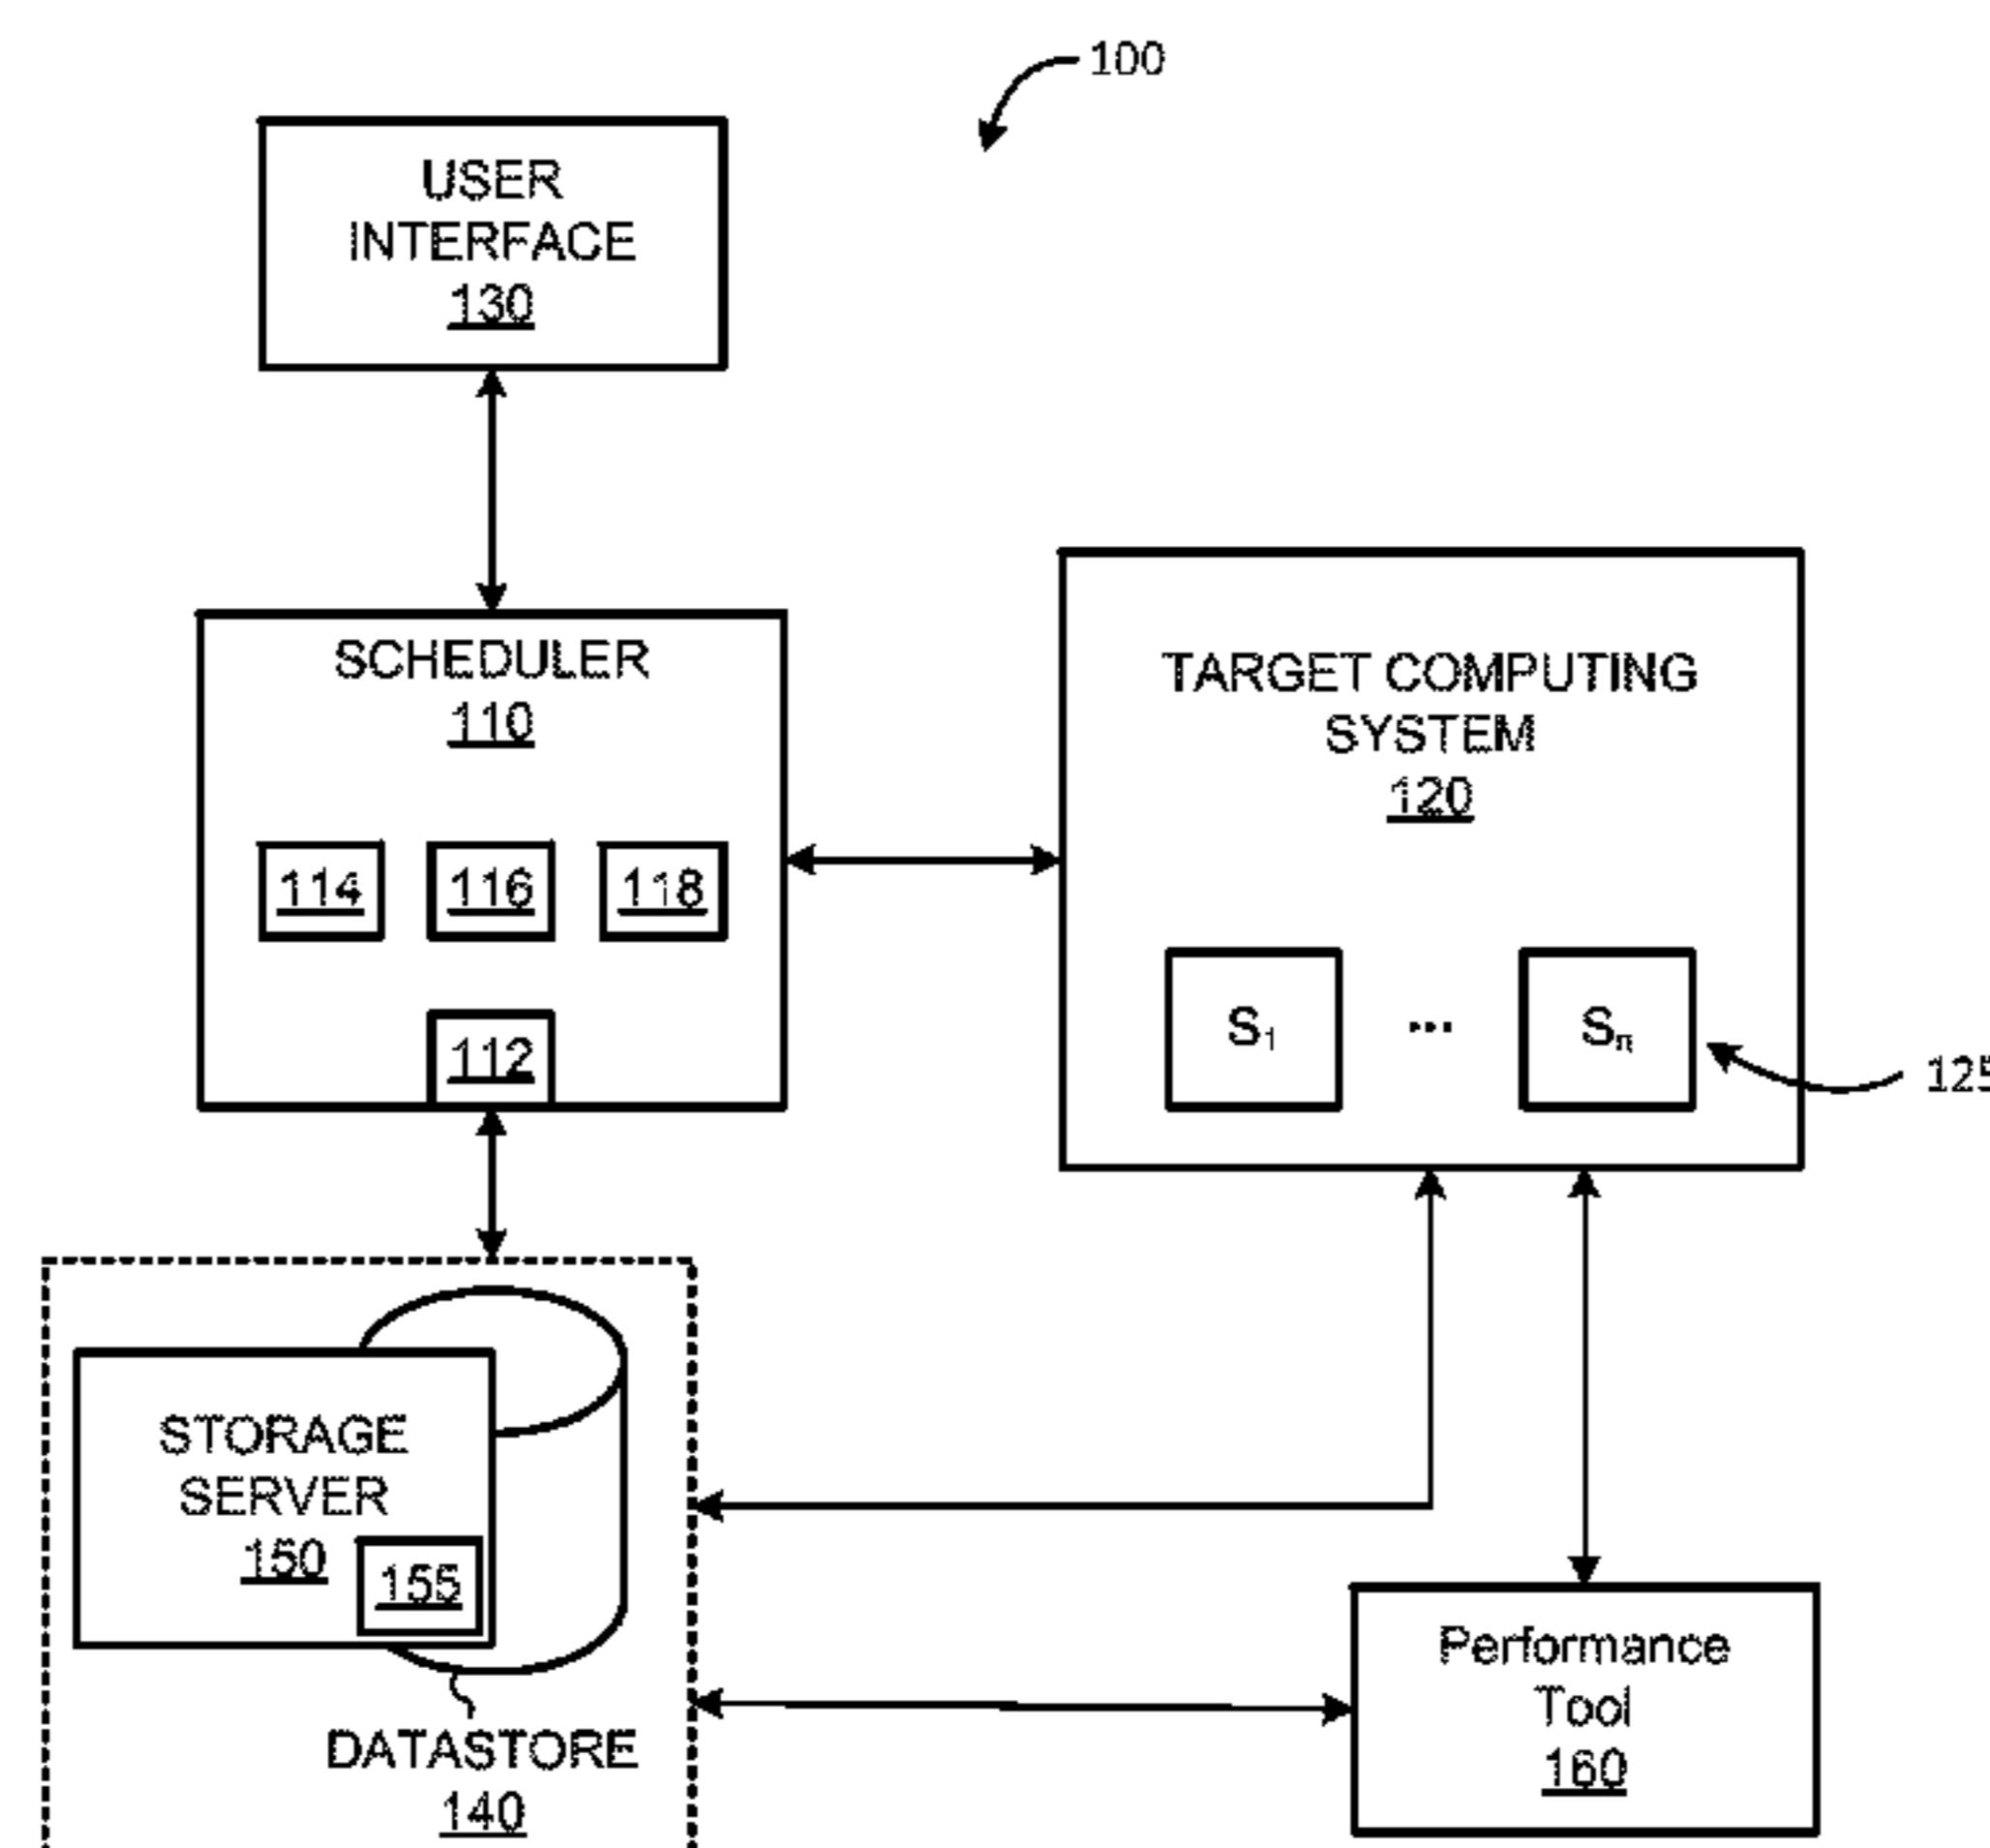 100
USER
INTERFACE
130
SCHEDULER
110
114 116 118
112
TARGET COMPUTING
SYSTEM
120
S₁ ... Sₙ
125
STORAGE
SERVER
150
155
DATASTORE
140
Performance
Tool
160